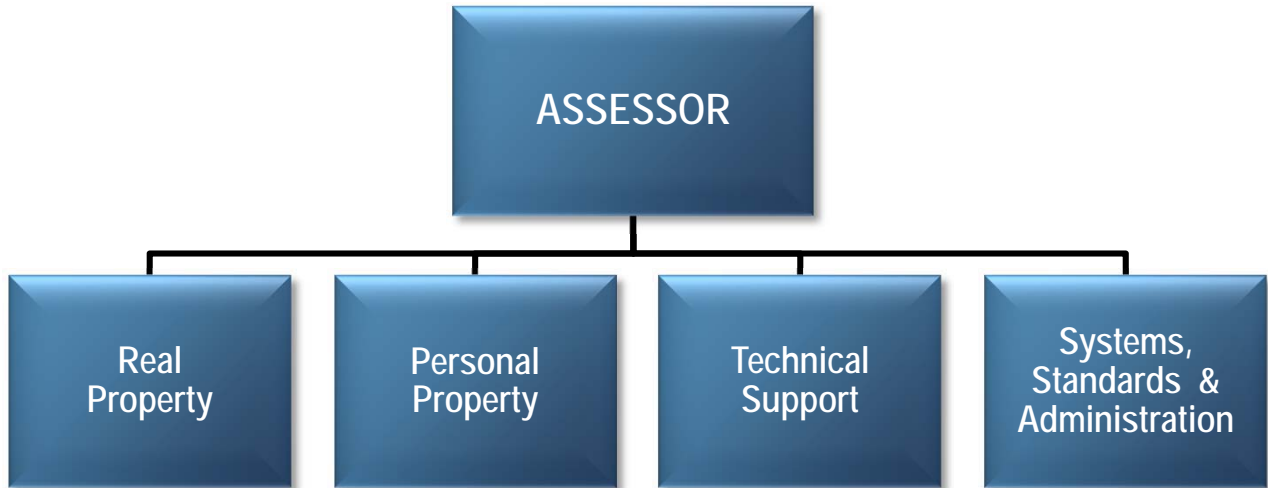 ASSESSOR
Real
Property
Personal
Property
Technical
Support
Systems,
Standards &
Administration